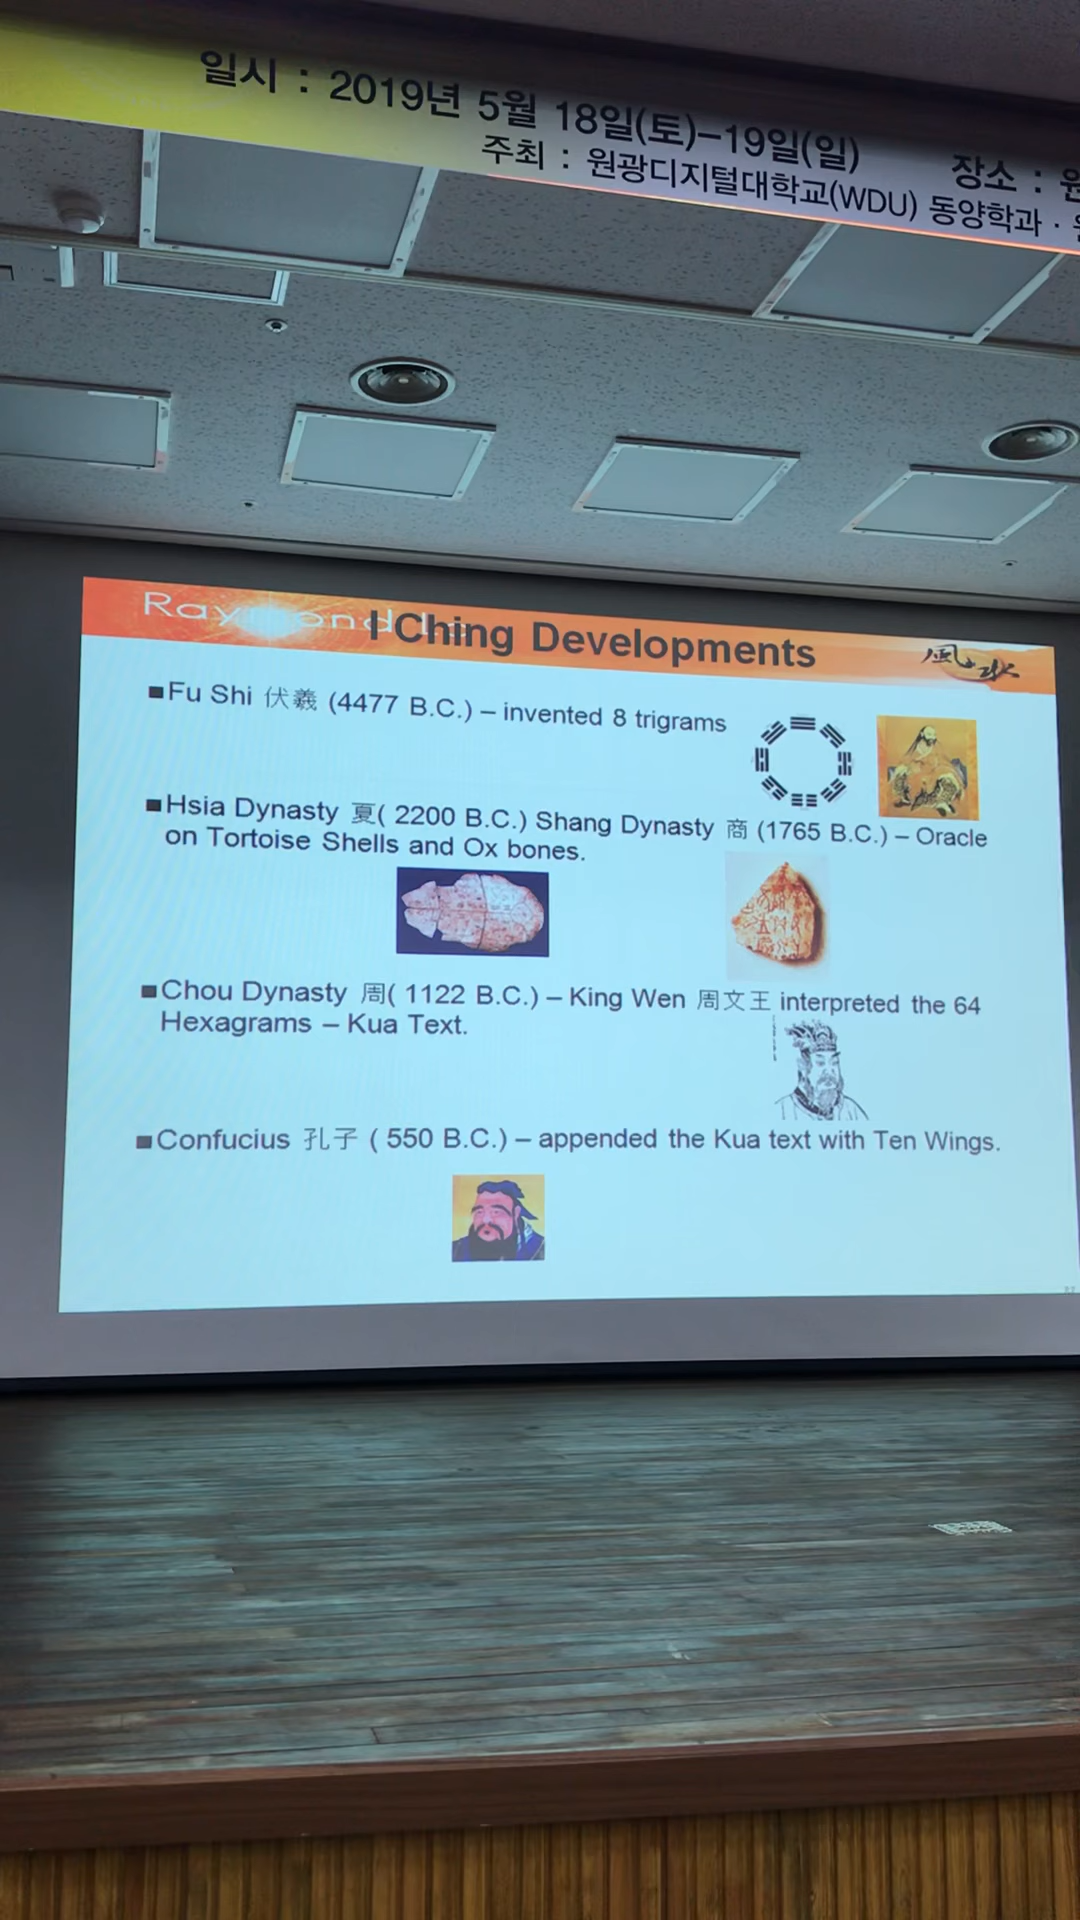 일시 : 2019년 5월 18일(토)-19일(일) 장소 :
주최 : 원광디지털대학교(WDU) 동양학과 ·
Raymond
I Ching Developments
風水
■Fu Shi 伏羲 (4477 B.C.) – invented 8 trigrams
■Hsia Dynasty 夏( 2200 B.C.) Shang Dynasty 商 (1765 B.C.) – Oracle
on Tortoise Shells and Ox bones.
■Chou Dynasty 周( 1122 B.C.) – King Wen 周文王 interpreted the 64
Hexagrams – Kua Text.
■Confucius 孔子 ( 550 B.C.) – appended the Kua text with Ten Wings.